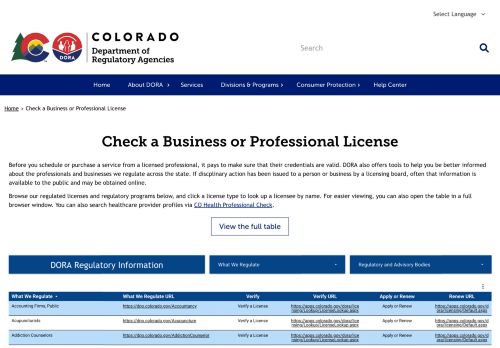 Select Language
COLORADO
Department of
Regulatory Agencies
DORA
Search
Home
About DORA
Services
Divisions & Programs
Consumer Protection
Help Center
Home > Check a Business or Professional License
Check a Business or Professional License
Before you schedule or purchase a service from a licensed professional, it pays to make sure that their credentials are valid. DORA also offers tools to help you be better informed
about the professionals and businesses we regulate across the state. If discplinary action has been issued to a person or business by a licensing board, often that information is
available to the public and may be obtained online.
Browse our regulated licenses and regulatory programs below, and click a license type to look up a licensee by name. For easier viewing, you can also open the table in a full
browser window. You can also search healthcare provider profiles via CO Health Professional Check.
View the full table
DORA Regulatory Information
What We Regulate
Regulatory and Advisory Bodies
What We Regulate What We Regulate URL Verify Verify URL Apply or Renew Renew URL
Accounting Firms, Public https://dpo.colorado.gov/Accountancy Verify a License https://apps.colorado.gov/dora/lice
nsing/Lookup/LicenseLookup.aspx Apply or Renew https://apps.colorado.gov/d
ora/licensing/Default.aspx
Acupuncturists https://dpo.colorado.gov/Acupuncture Verify a License https://apps.colorado.gov/dora/lice
nsing/Lookup/LicenseLookup.aspx Apply or Renew https://apps.colorado.gov/d
ora/licensing/Default.aspx
Addiction Counselors https://dpo.colorado.gov/AddictionCounselor Verify a License https://apps.colorado.gov/dora/lice
nsing/Lookup/LicenseLookup.aspx Apply or Renew https://apps.colorado.gov/d
ora/licensing/Default.aspx